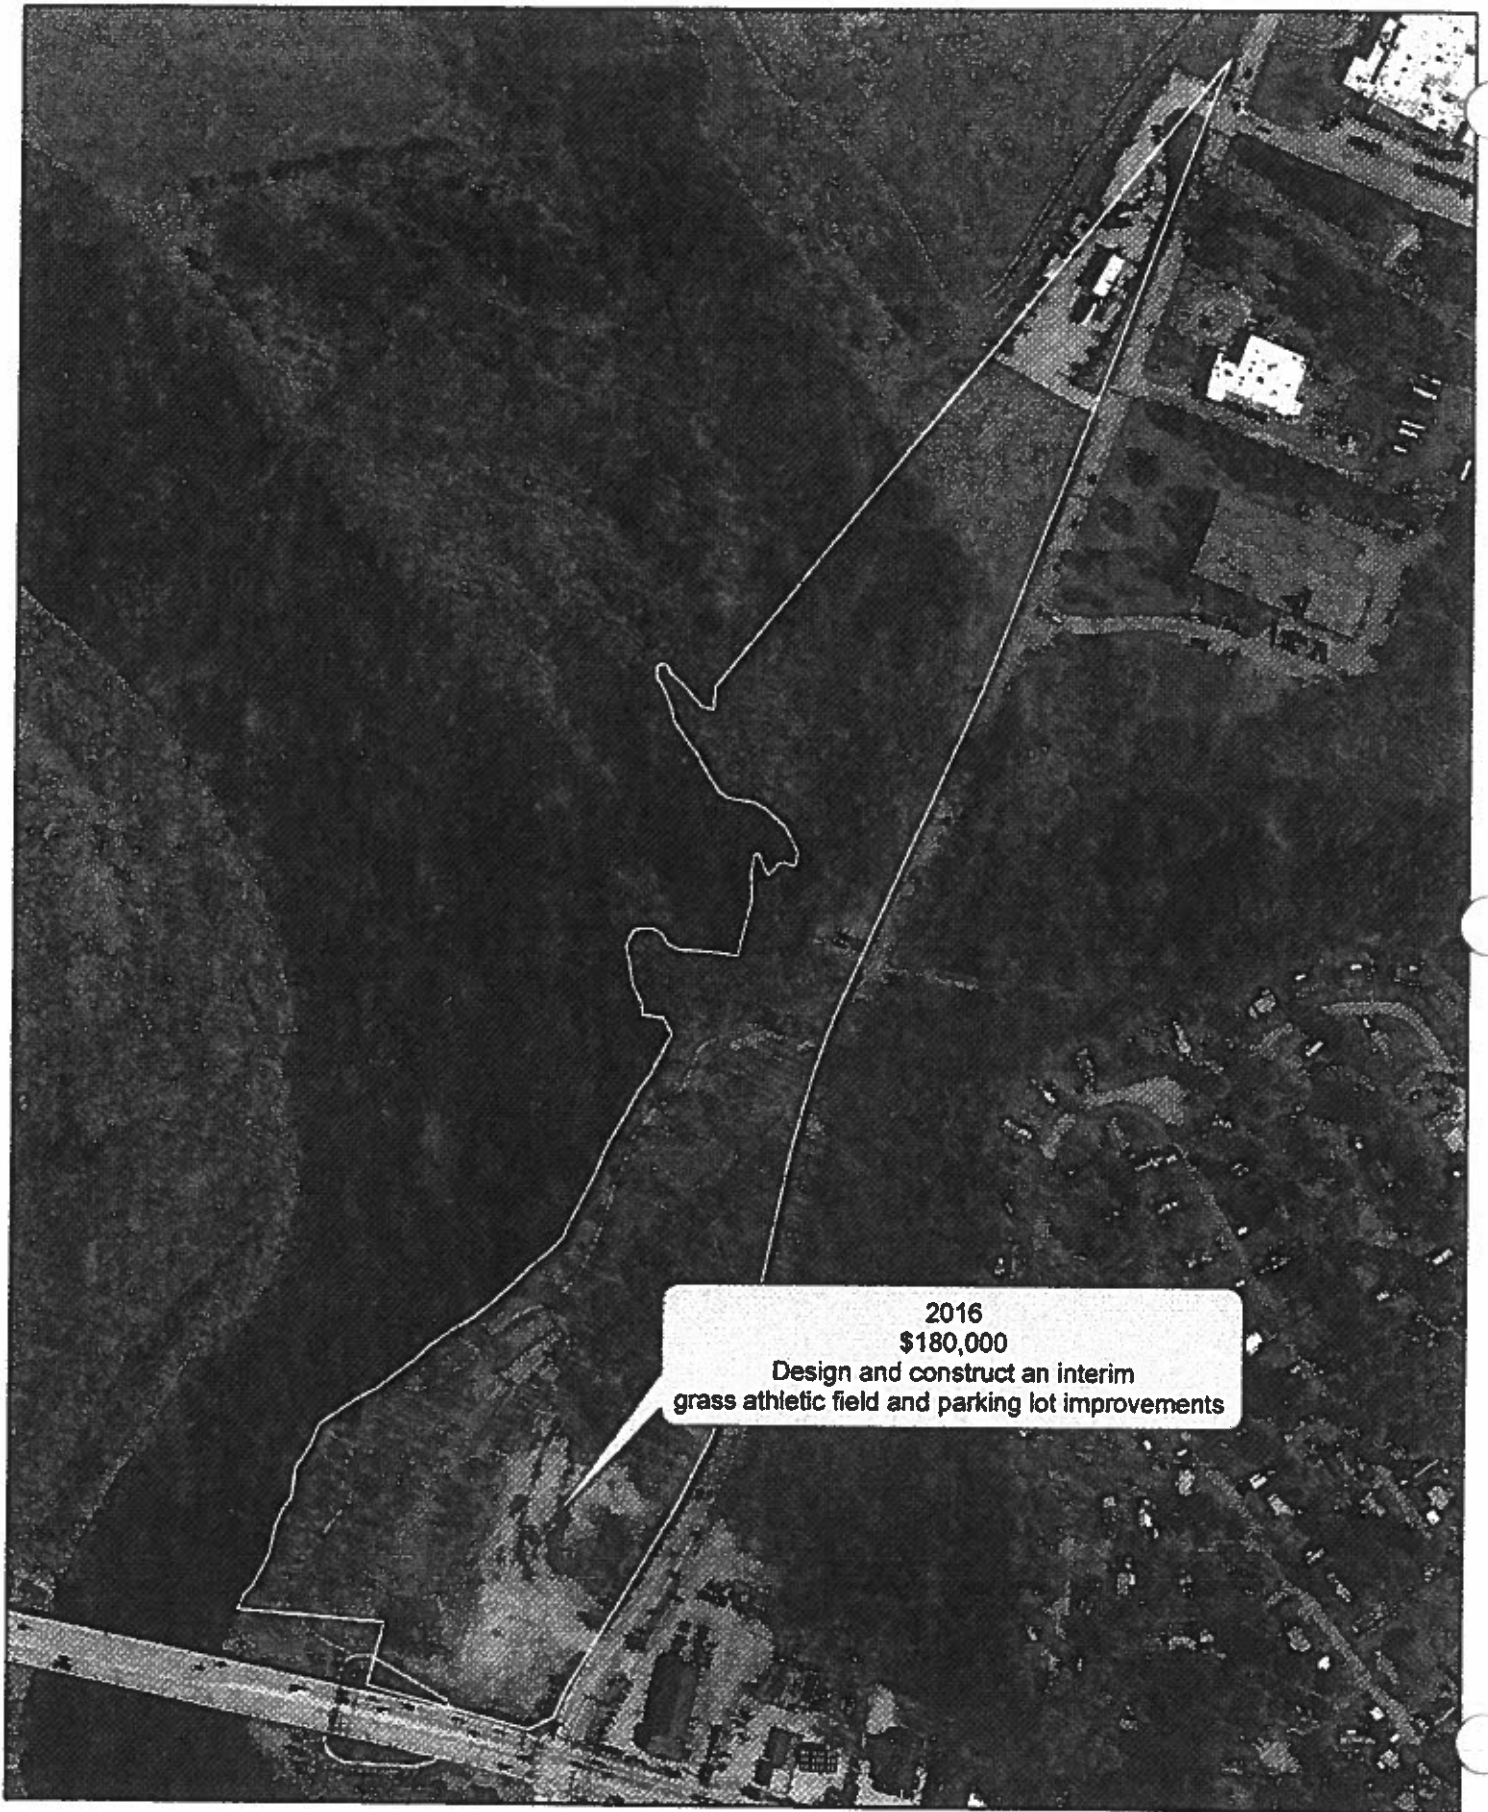 2016
$180,000
Design and construct an interim
grass athletic field and parking lot improvements